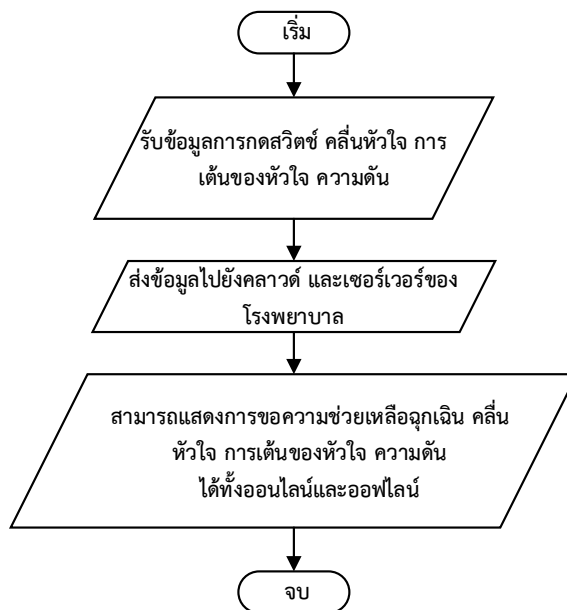 เริ่ม
รับข้อมูลการกดสวิตช์ คลื่นหัวใจ การ
เต้นของหัวใจ ความดัน
ส่งข้อมูลไปยังคลาวด์ และเซอร์เวอร์ของ
โรงพยาบาล
สามารถแสดงการขอความช่วยเหลือฉุกเฉิน คลื่น
หัวใจ การเต้นของหัวใจ ความดัน
ได้ทั้งออนไลน์และออฟไลน์
จบ